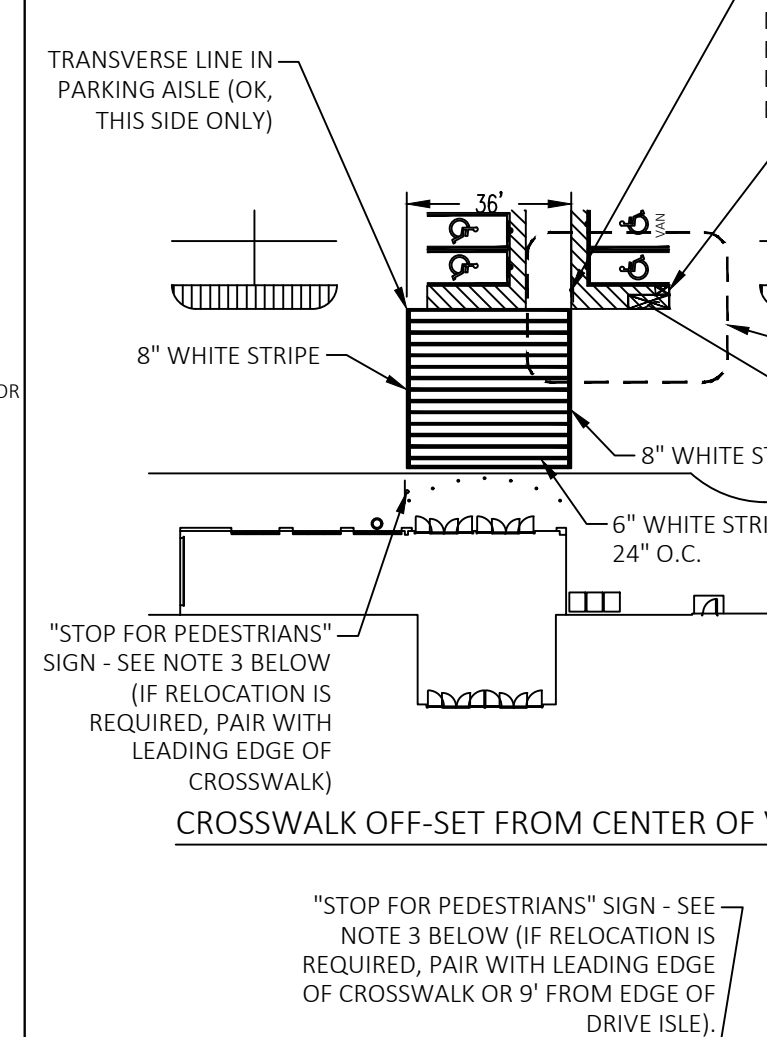 TRANSVERSE LINE IN
PARKING AISLE (OK,
THIS SIDE ONLY)
36'
VAN
8" WHITE STRIPE
OR
8" WHITE
6" WHITE
24" O.C.
"STOP FOR PEDESTRIANS"
SIGN - SEE NOTE 3 BELOW
(IF RELOCATION IS
REQUIRED, PAIR WITH
LEADING EDGE OF
CROSSWALK)
CROSSWALK OFF-SET FROM CENTER OF
"STOP FOR PEDESTRIANS" SIGN - SEE
NOTE 3 BELOW (IF RELOCATION IS
REQUIRED, PAIR WITH LEADING EDGE
OF CROSSWALK OR 9' FROM EDGE OF
DRIVE ISLE).